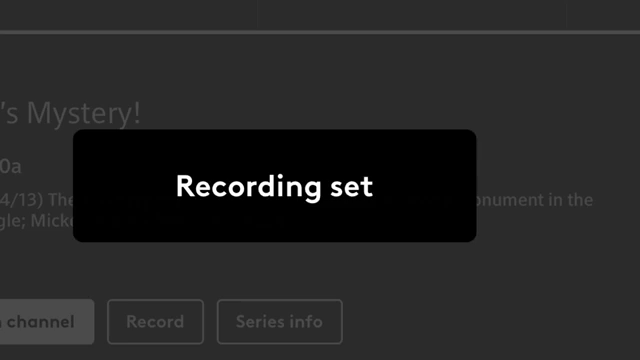 's Mystery!
0a
Recording set
4/13) The
onument in the
gle; Micke
channel
Record
Series info